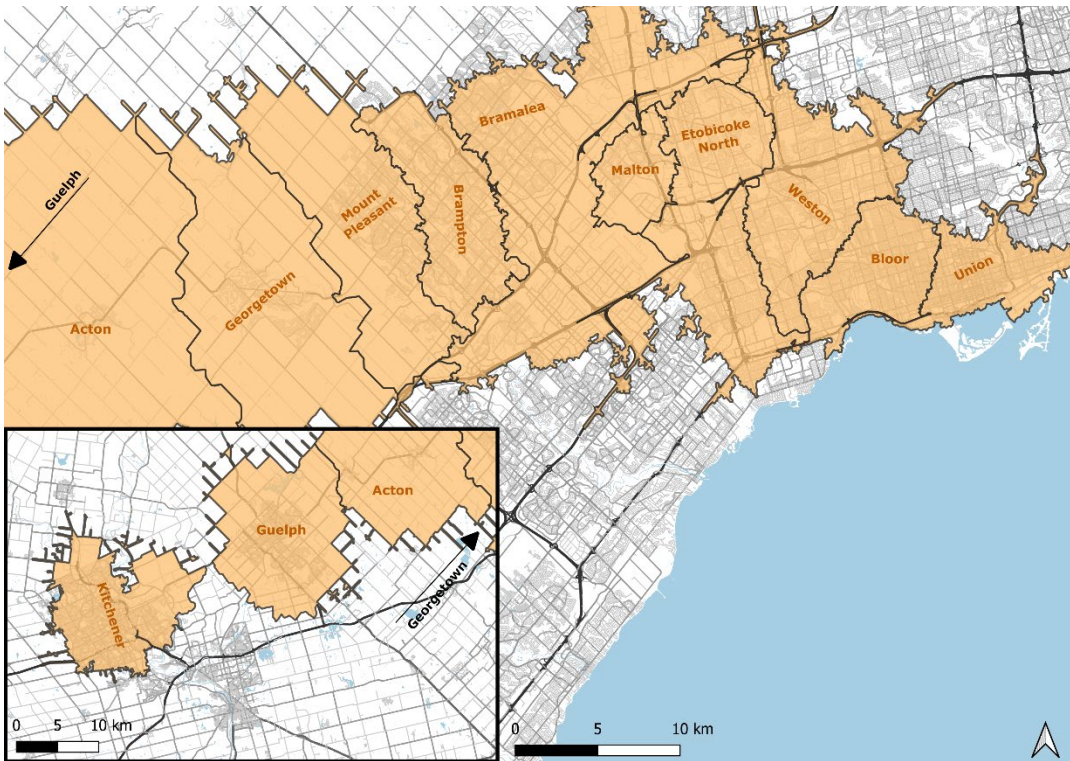 Bramalea
Etobicoke
North
Malton
Guelph
Mount
Pleasant
Brampton
Weston
Bloor
Union
Georgetown
Acton
Acton
Guelph
Kitchener
Georgetown
0 5 10 km
0 5 10 km